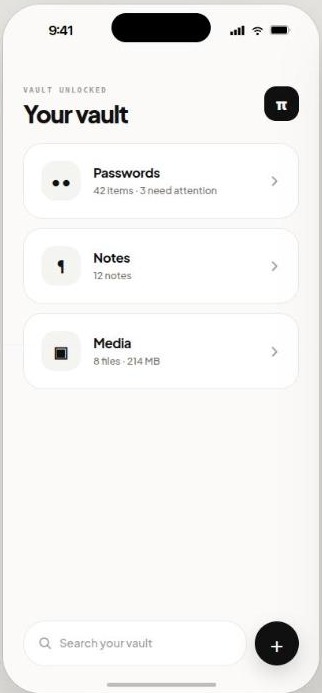 9:41
VAULT UNLOCKED
Your vault
π
Passwords
42 items · 3 need attention
¶
Notes
12 notes
Media
8 files · 214 MB
Search your vault
+